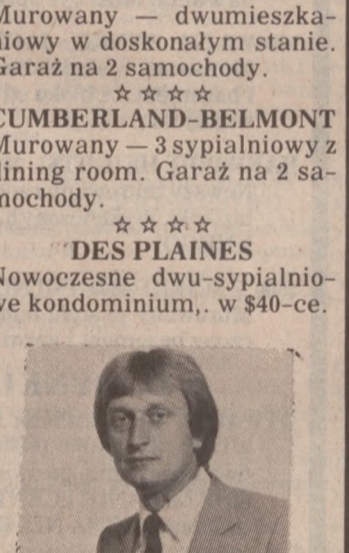 Murowany — dwumieszka-
niowy w doskonałym stanie.
Garaż na 2 samochody.
☆ ☆ ☆ ☆
CUMBERLAND-BELMONT
Murowany — 3 sypialniowy z
dining room. Garaż na 2 sa-
mochody.
☆ ☆ ☆ ☆
DES PLAINES
Nowoczesne dwu-sypialnio-
we kondominium,. w $40-ce.